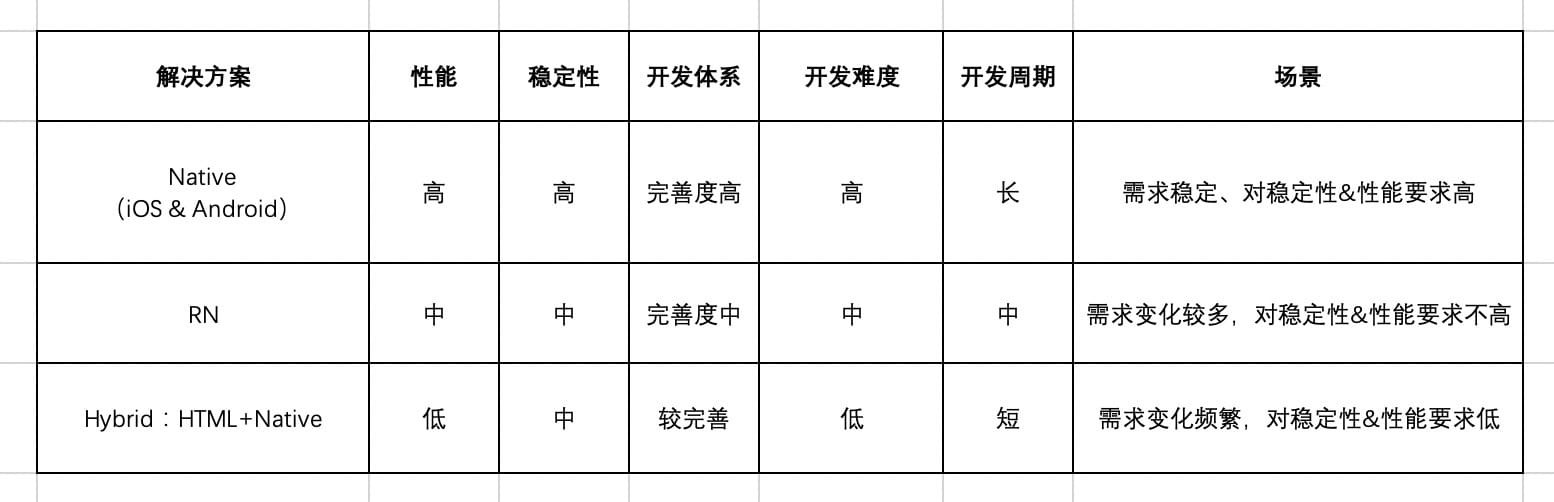 解决方案 性能 稳定性 开发体系 开发难度 开发周期 场景
Native
（iOS & Android） 高 高 完善度高 高 长 需求稳定、对稳定性&性能要求高
RN 中 中 完善度中 中 中 需求变化较多，对稳定性&性能要求不高
Hybrid：HTML+Native 低 中 较完善 低 短 需求变化频繁，对稳定性&性能要求低